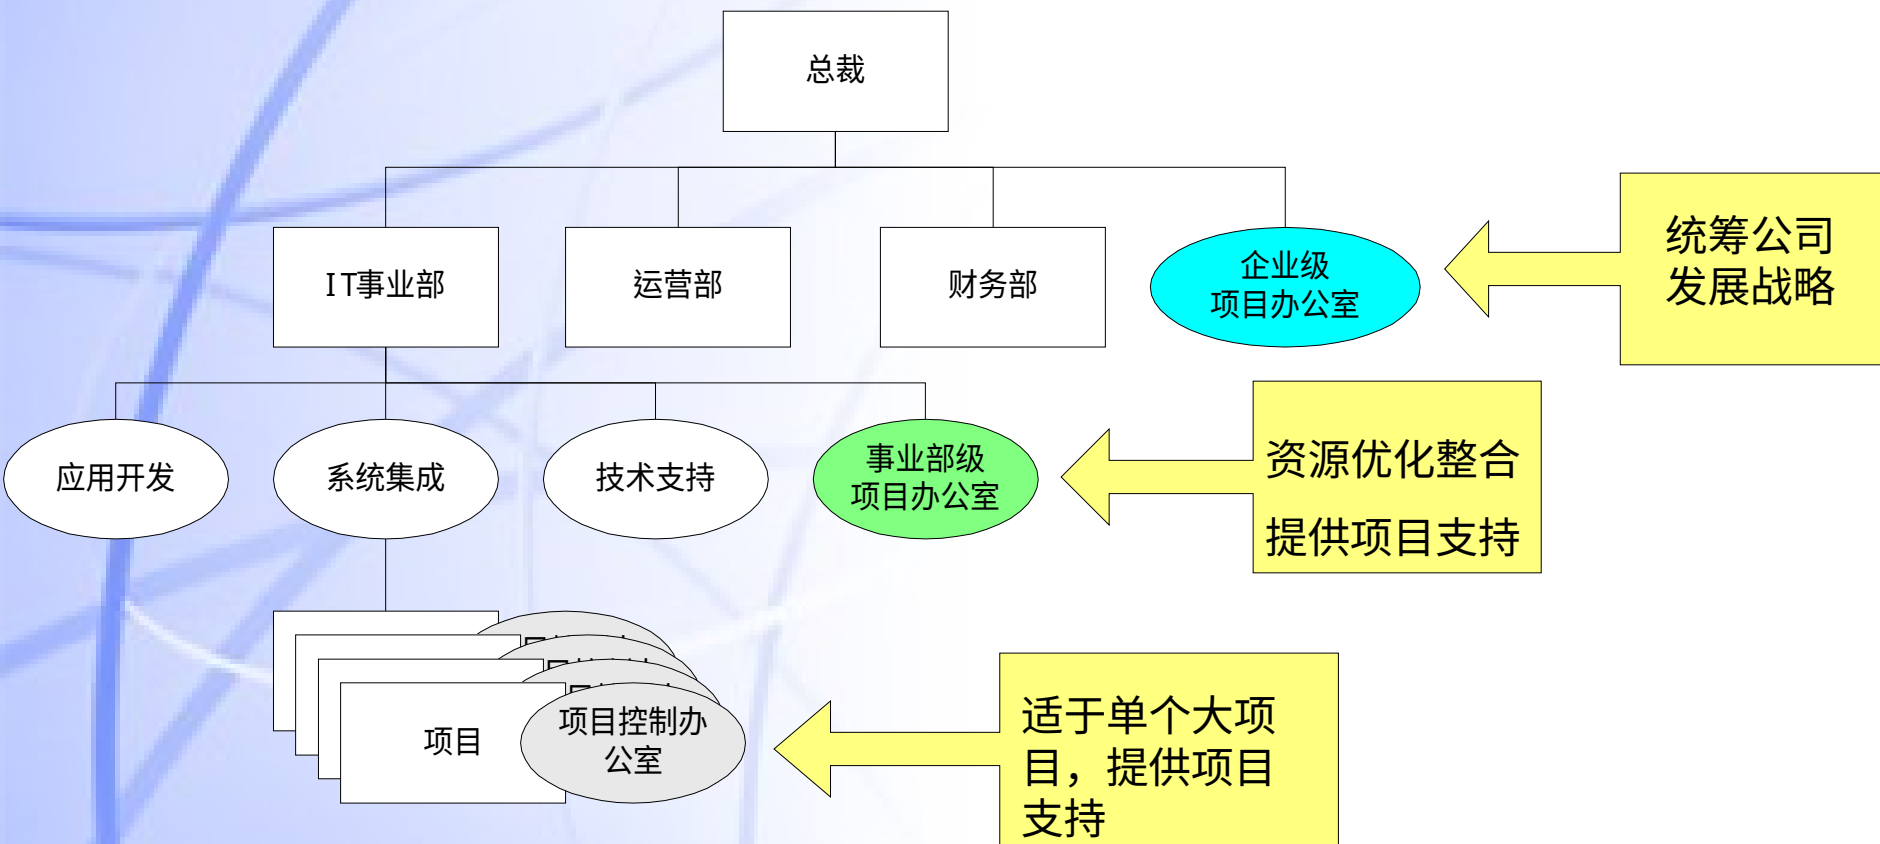 总裁
IT事业部
运营部
财务部
企业级
项目办公室
统筹公司
发展战略
应用开发
系统集成
技术支持
事业部级
项目办公室
资源优化整合
提供项目支持
项目
项目控制办
公室
适于单个大项
目，提供项目
支持